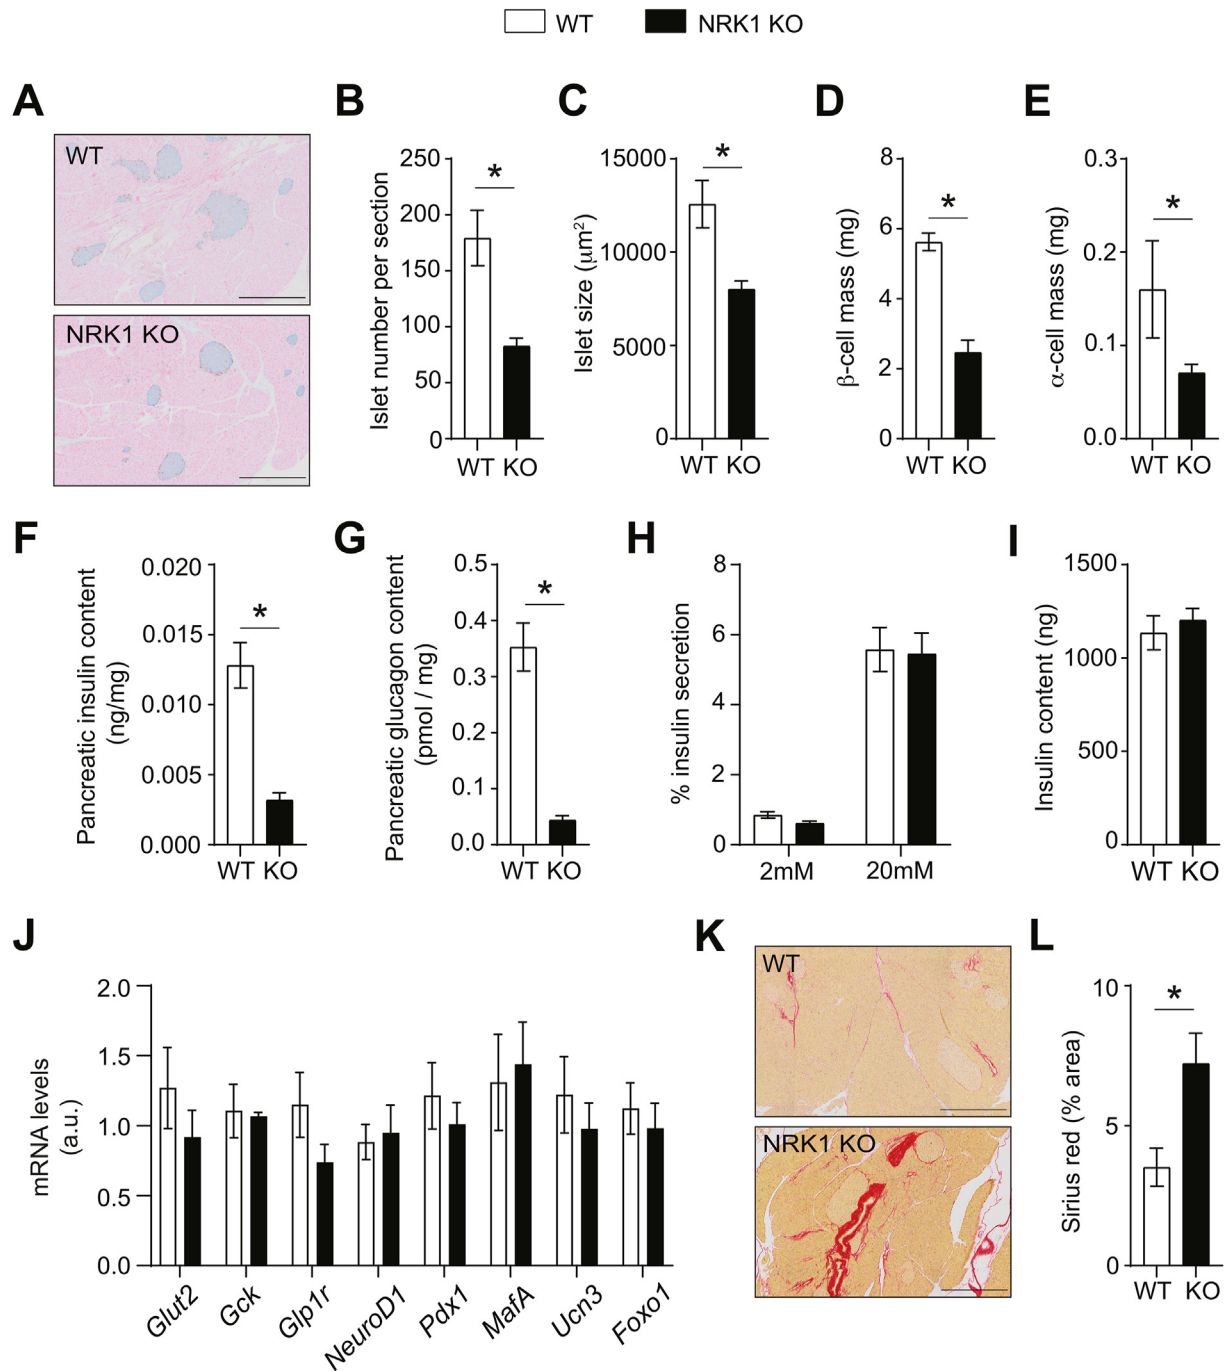 WT NRK1 KO
A
WT
NRK1 KO
B
Islet number per section
250
200
150
100
50
0
*
WT KO
C
Islet size (μm²)
15000
10000
5000
0
*
WT KO
D
β-cell mass (mg)
8
6
4
2
0
*
WT KO
E
α-cell mass (mg)
0.3
0.2
0.1
0.0
*
WT KO
F
Pancreatic insulin content
(ng/mg)
0.020
0.015
0.010
0.005
0.000
*
WT KO
G
Pancreatic glucagon content
(pmol / mg)
0.5
0.4
0.3
0.2
0.1
0.0
*
WT KO
H
% insulin secretion
8
6
4
2
0
2mM 20mM
I
Insulin content (ng)
1500
1000
500
0
WT KO
J
mRNA levels
(a.u.)
2.0
1.5
1.0
0.5
0.0
Glut2
Gck
Glp1r
NeuroD1
Pdx1
MafA
Ucn3
Foxo1
K
WT
NRK1 KO
L
Sirius red (% area)
10
5
0
*
WT KO